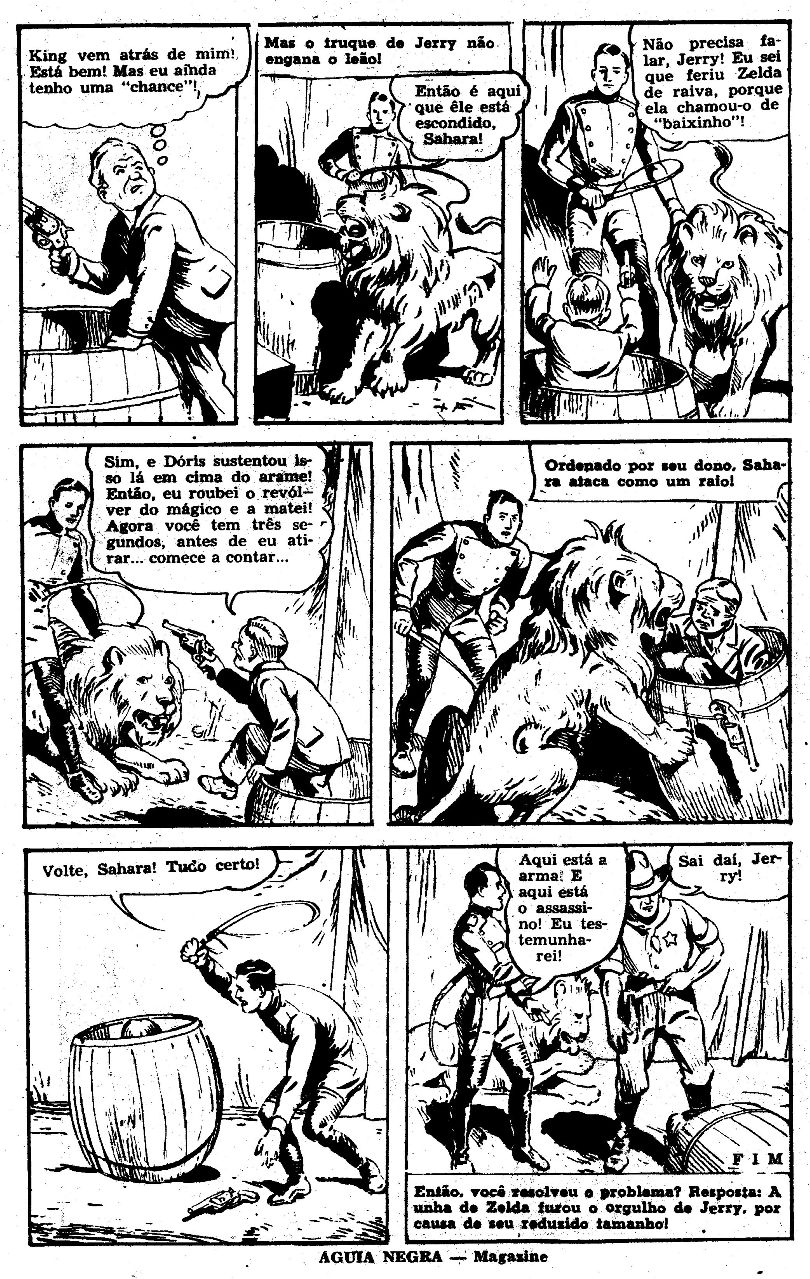 King vem atrás de mim!
Está bem! Mas eu ainda
tenho uma "chance"!
Mas o truque de Jerry não
engana o leão!
Então é aqui
que êle está
escondido,
Sahara!
Não precisa fa-
lar, Jerry! Eu sei
que feriu Zelda
de raiva, porque
ela chamou-o de
"baixinho"!
Sim, e Dóris sustentou is-
so lá em cima do arame!
Então, eu roubei o revól-
ver do mágico e a matei!
Agora você tem três se-
gundos, antes de eu ati-
rar... comece a contar...
Ordenado por seu dono, Saha-
ra ataca como um raio!
Volte, Sahara! Tudo certo!
Aqui está a
arma! E
aqui está
o assassi-
no! Eu tes-
temunha-
rei!
Sai daí, Jer-
ry!
FIM
Então, você resolveu o problema? Resposta: A
unha de Zelda furou o orgulho de Jerry, por
causa de seu reduzido tamanho!
AGUIA NEGRA — Magazine